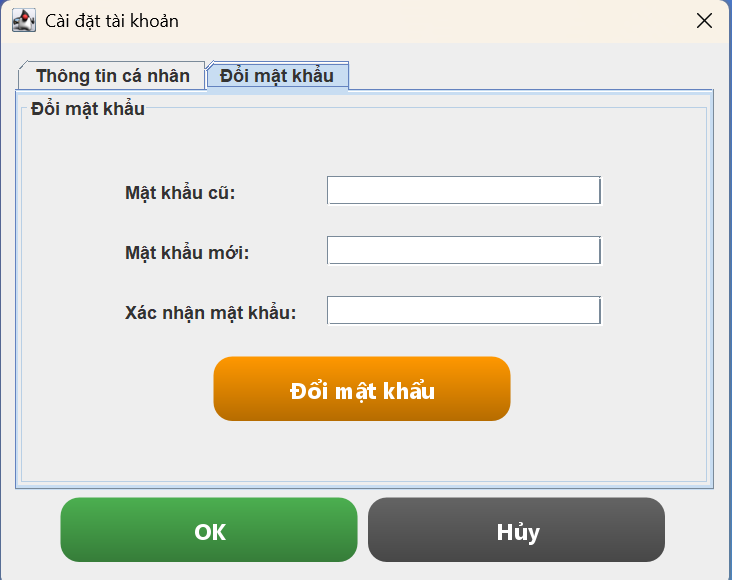 Cài đặt tài khoản
Thông tin cá nhân Đổi mật khẩu
Đổi mật khẩu
Mật khẩu cũ:
Mật khẩu mới:
Xác nhận mật khẩu:
Đổi mật khẩu
OK Hủy